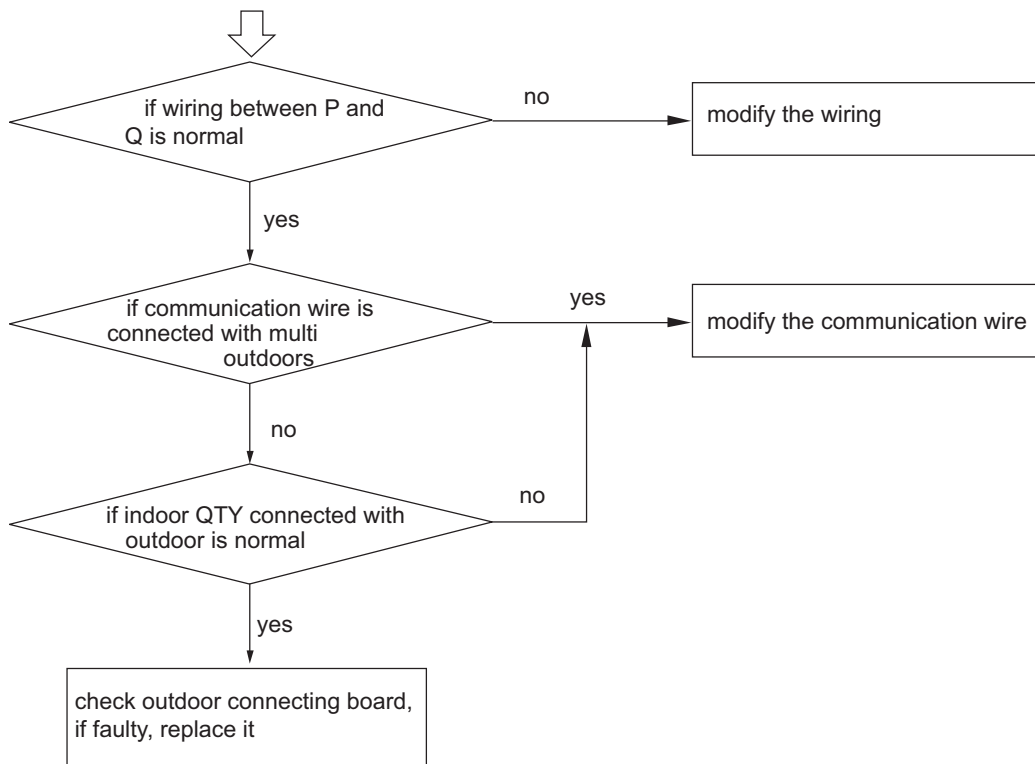 if wiring between P and
Q is normal
no
modify the wiring
yes
if communication wire is
connected with multi
outdoors
yes
modify the communication wire
no
if indoor QTY connected with
outdoor is normal
no
yes
check outdoor connecting board,
if faulty, replace it